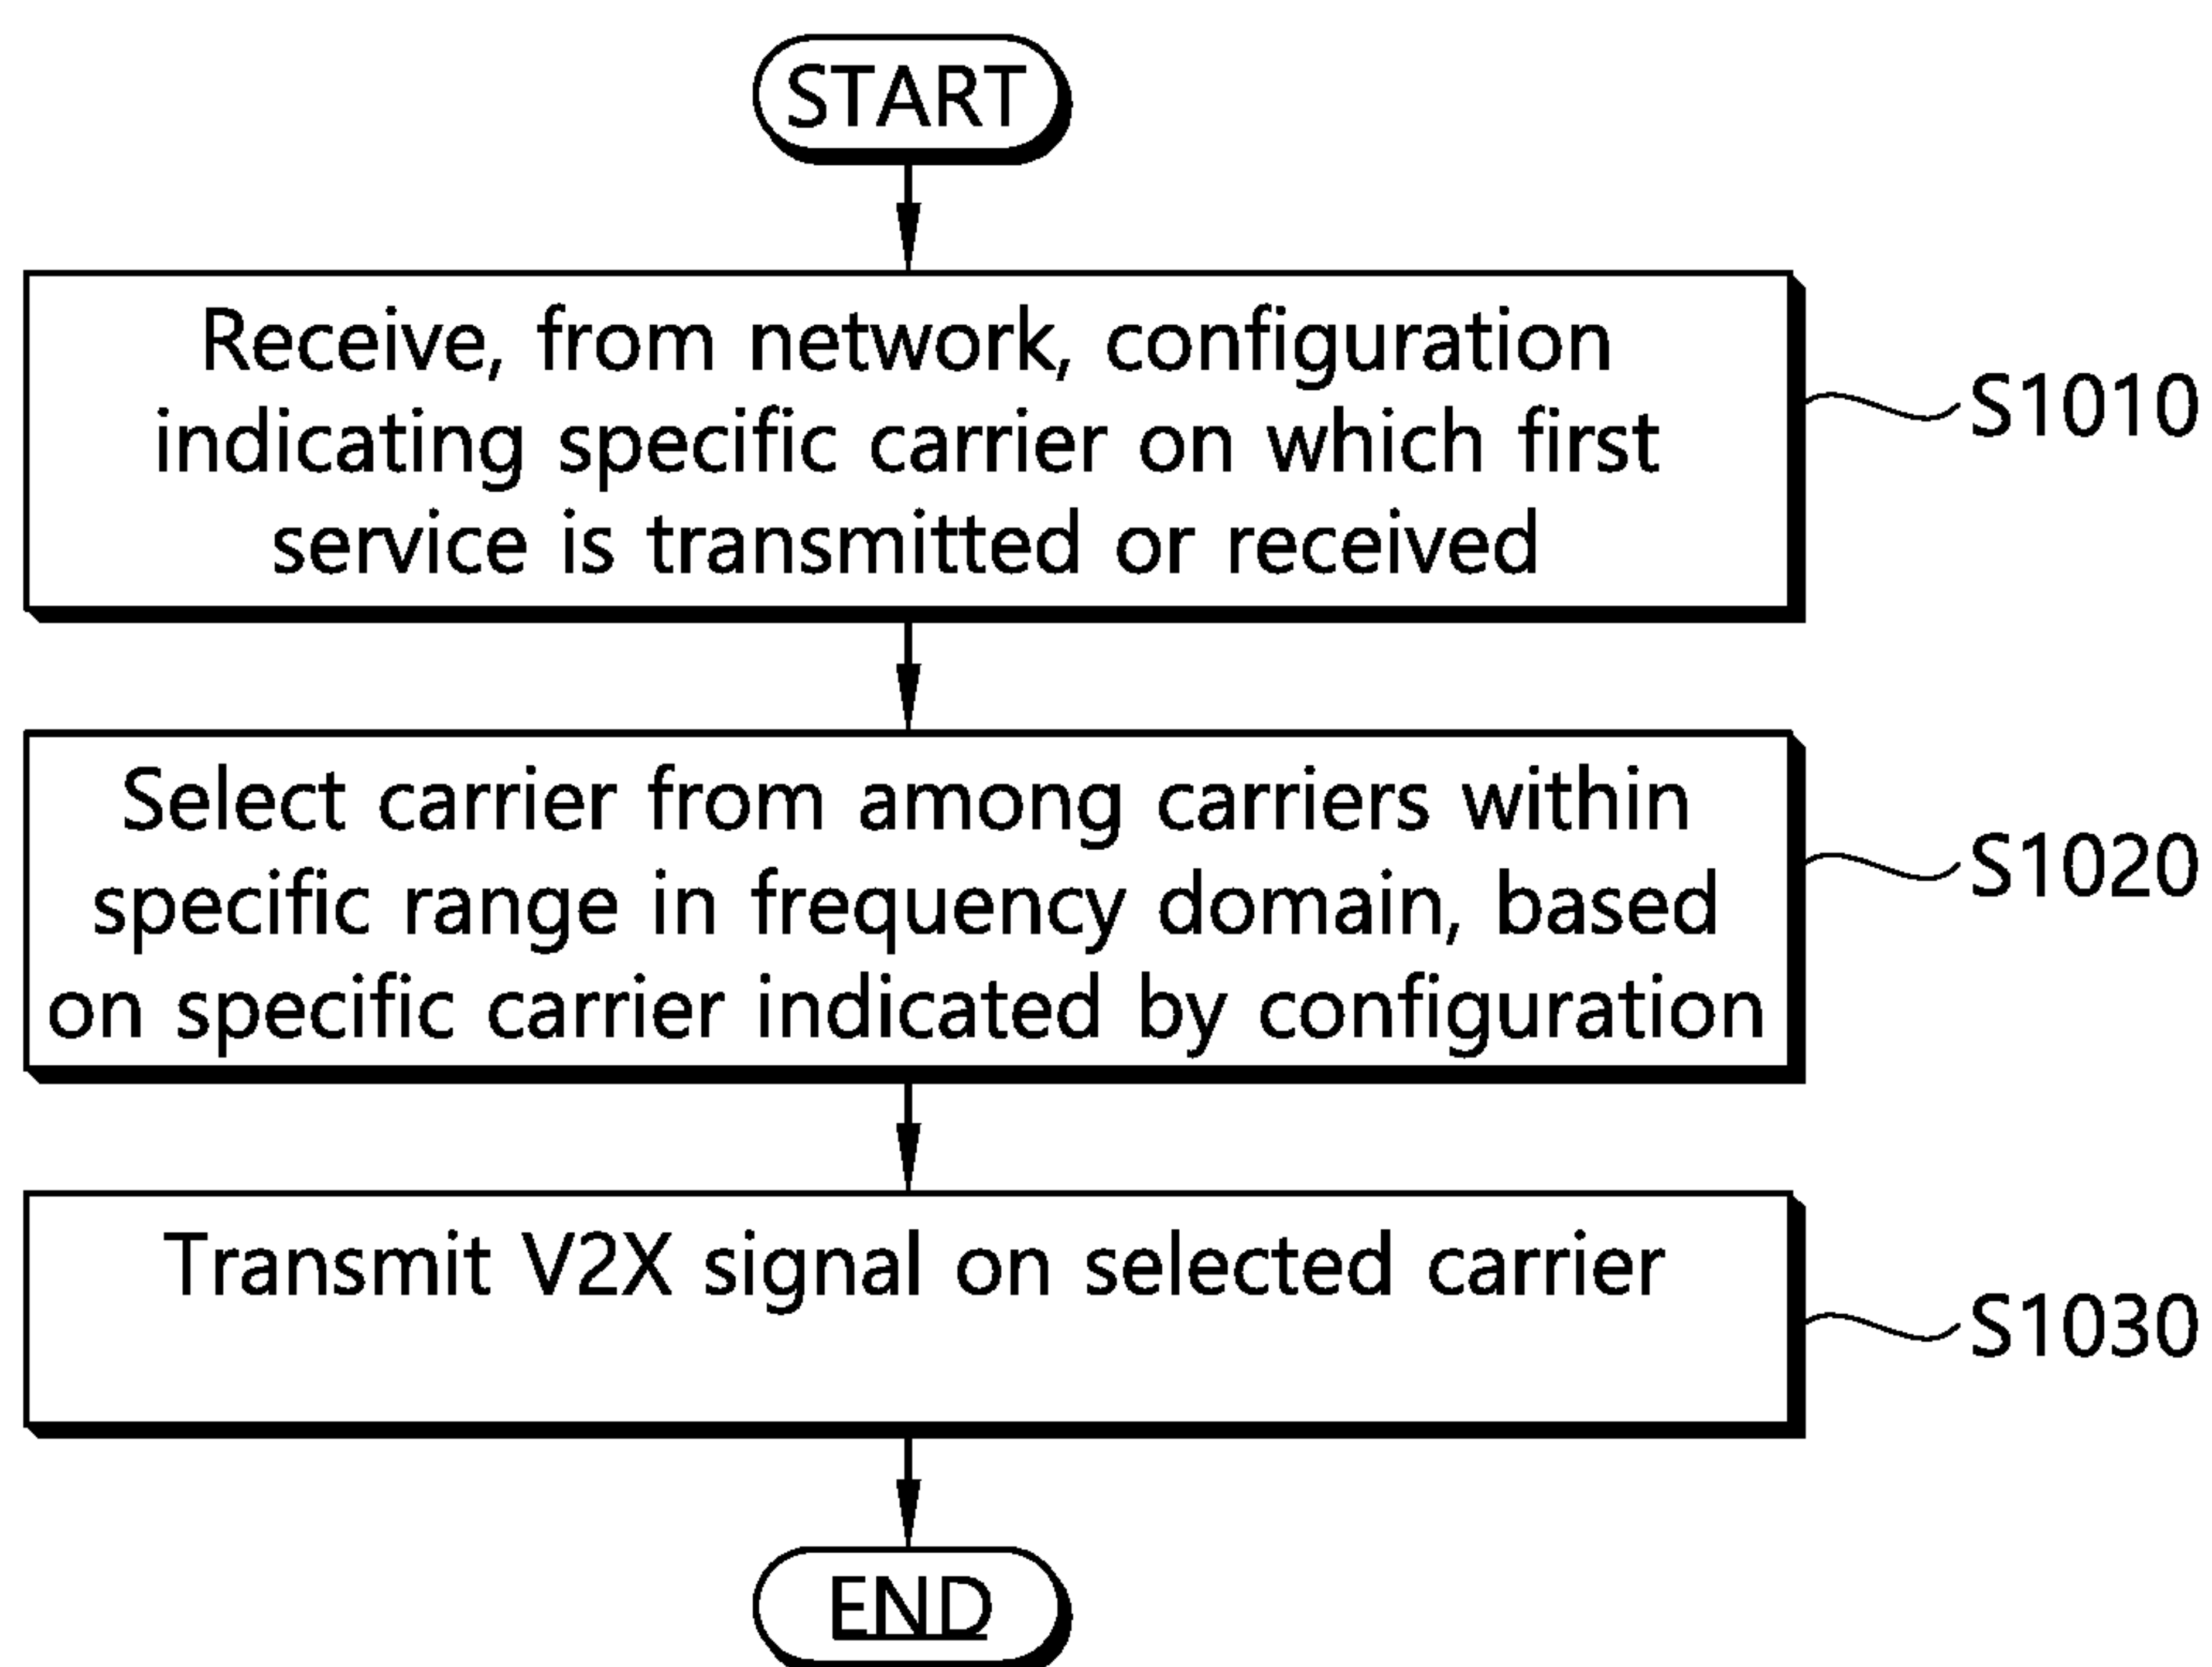 START
Receive, from network, configuration
indicating specific carrier on which first
service is transmitted or received
S1010
Select carrier from among carriers within
specific range in frequency domain, based
on specific carrier indicated by configuration
S1020
Transmit V2X signal on selected carrier
S1030
END